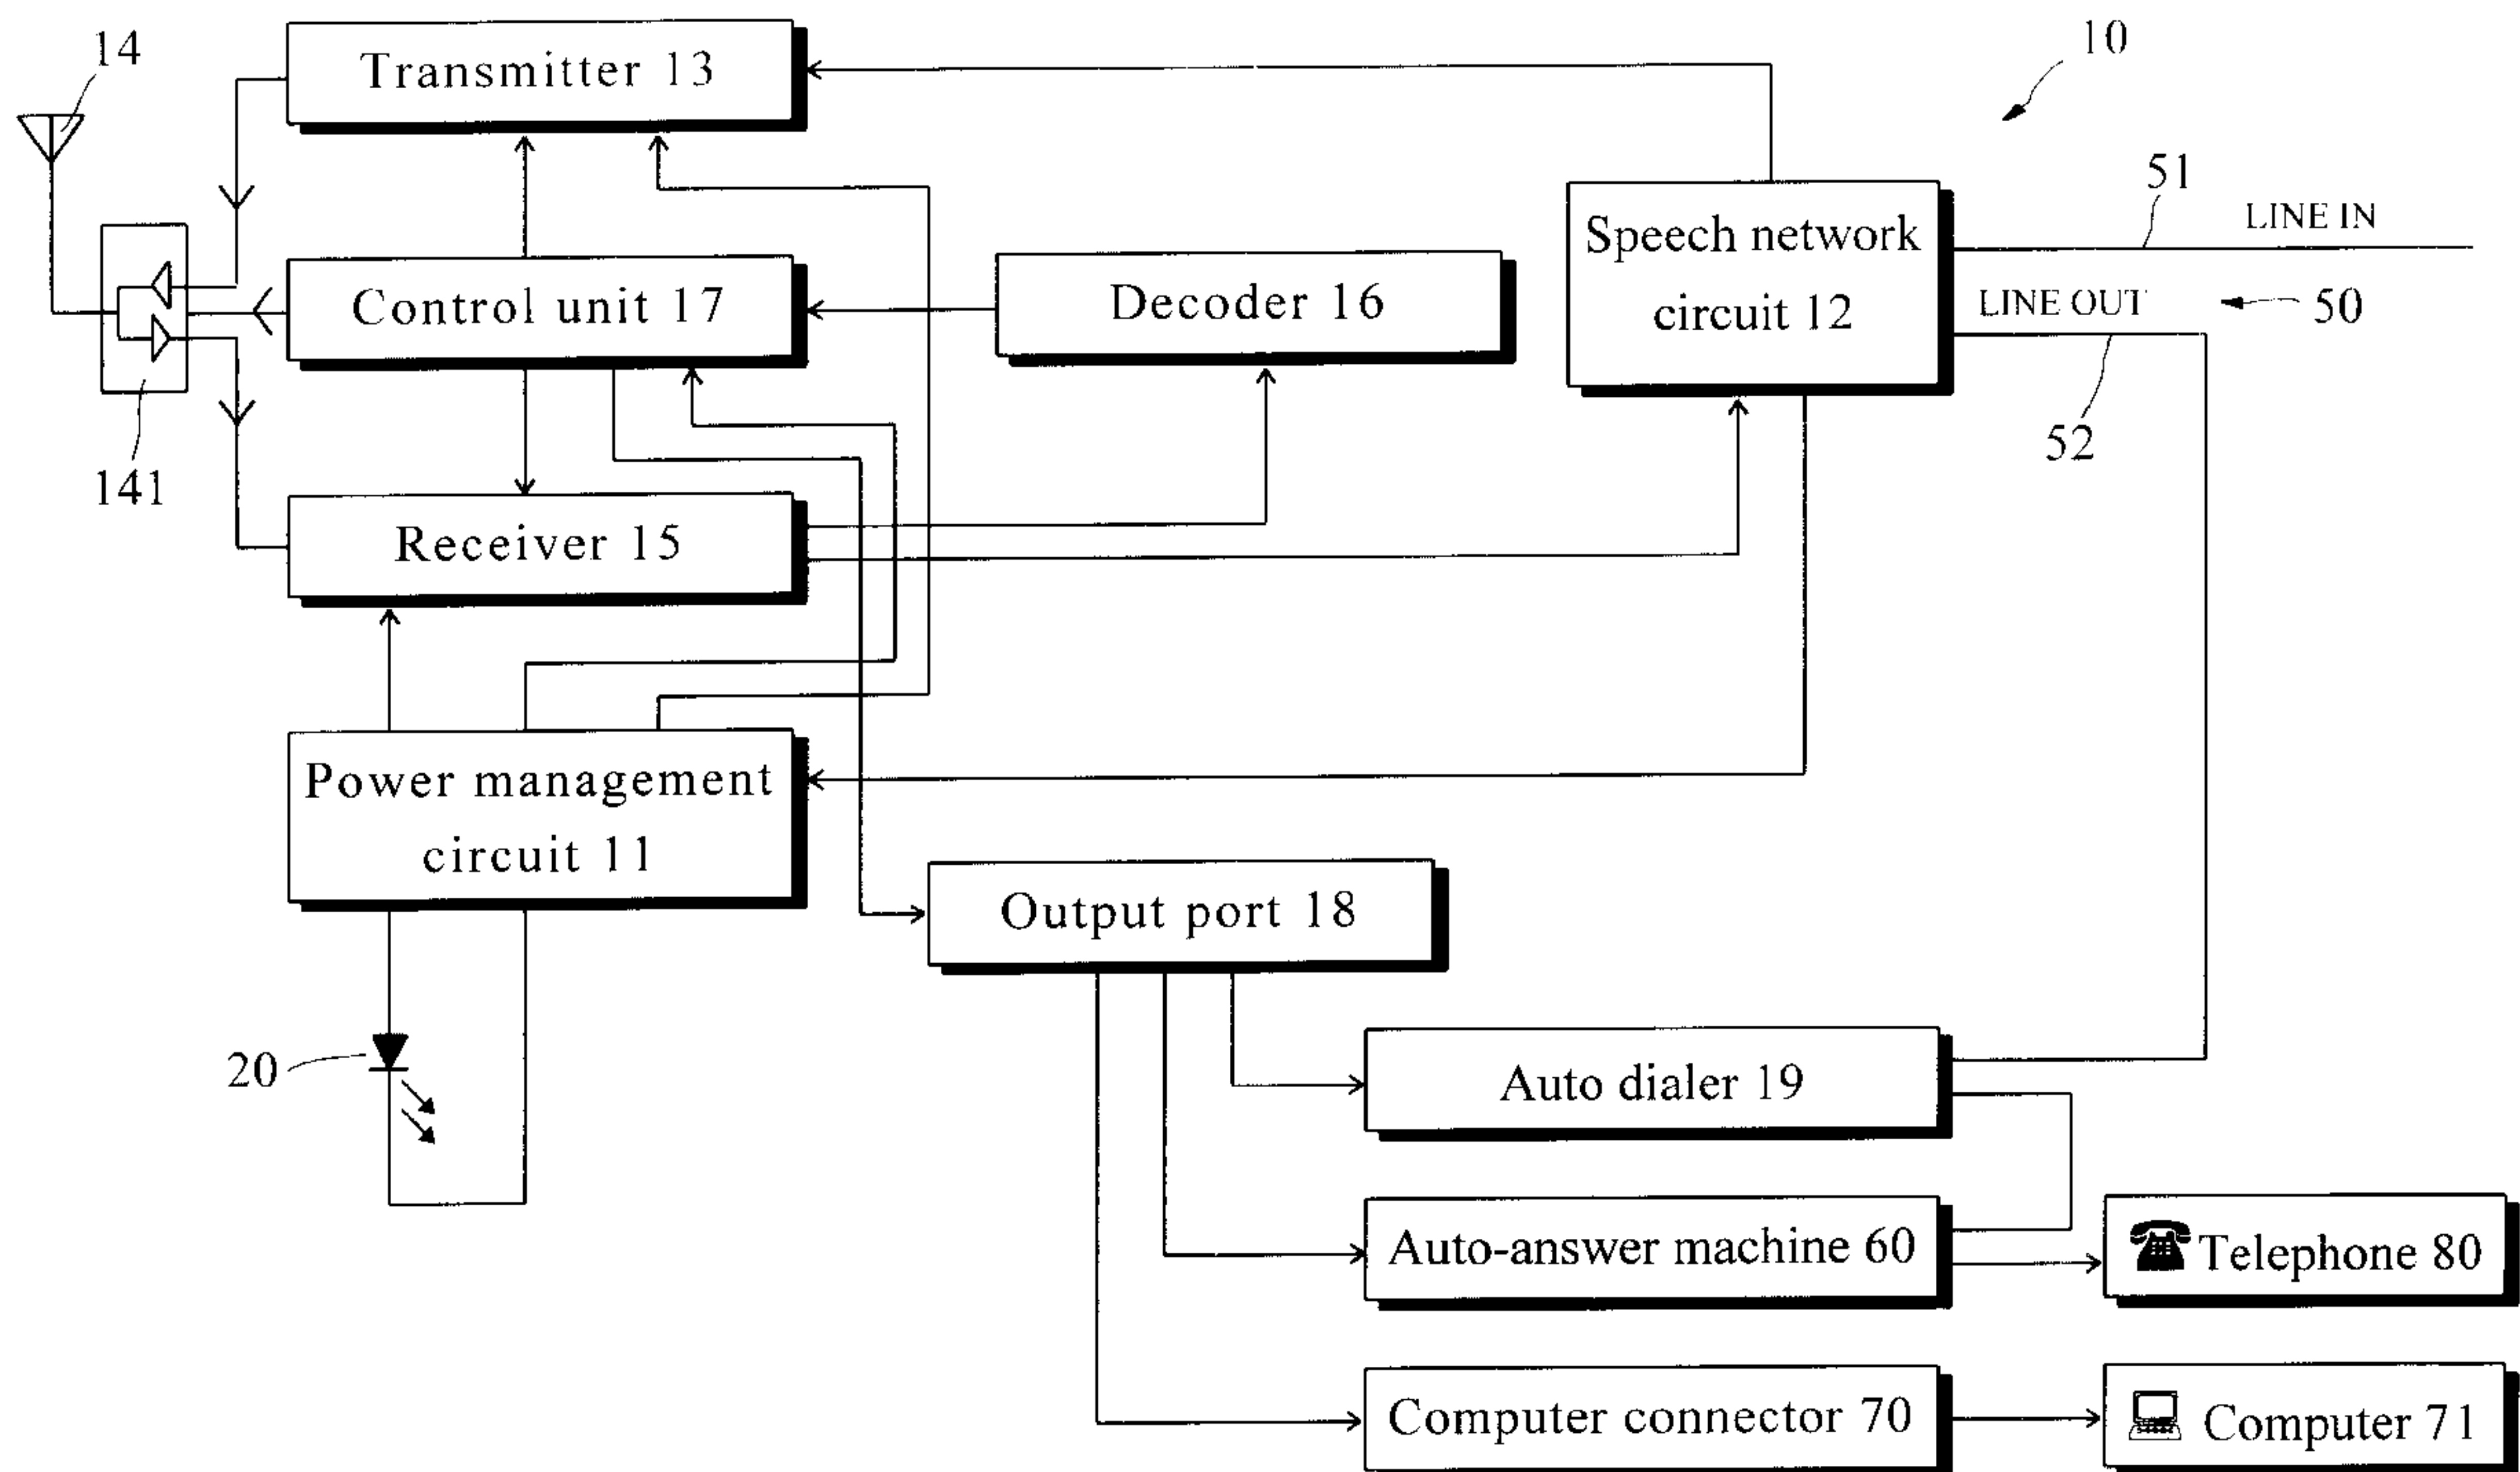 14
Transmitter 13
10
51
LINE IN
Speech network
circuit 12
Control unit 17
Decoder 16
LINE OUT
50
52
141
Receiver 15
Power management
circuit 11
Output port 18
20
Auto dialer 19
Auto-answer machine 60
Telephone 80
Computer connector 70
Computer 71